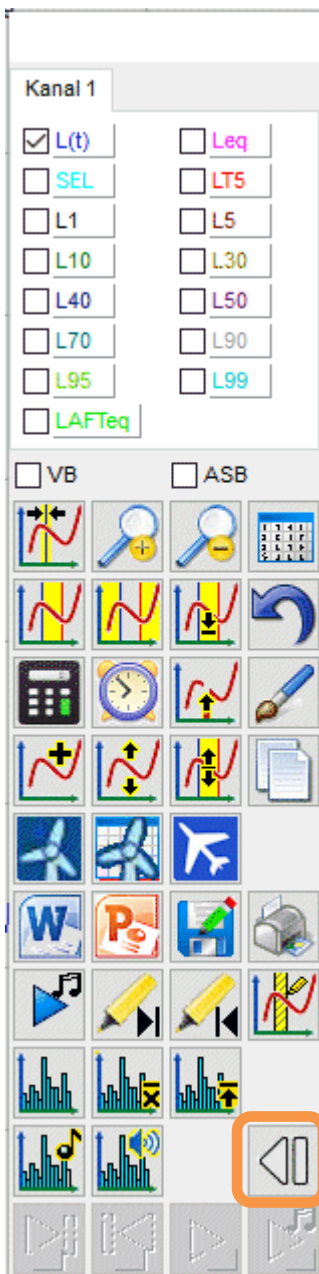 Kanal 1
L(t) Leq
SEL LT5
L1 L5
L10 L30
L40 L50
L70 L90
L95 L99
LAFTeq
VB ASB
W P